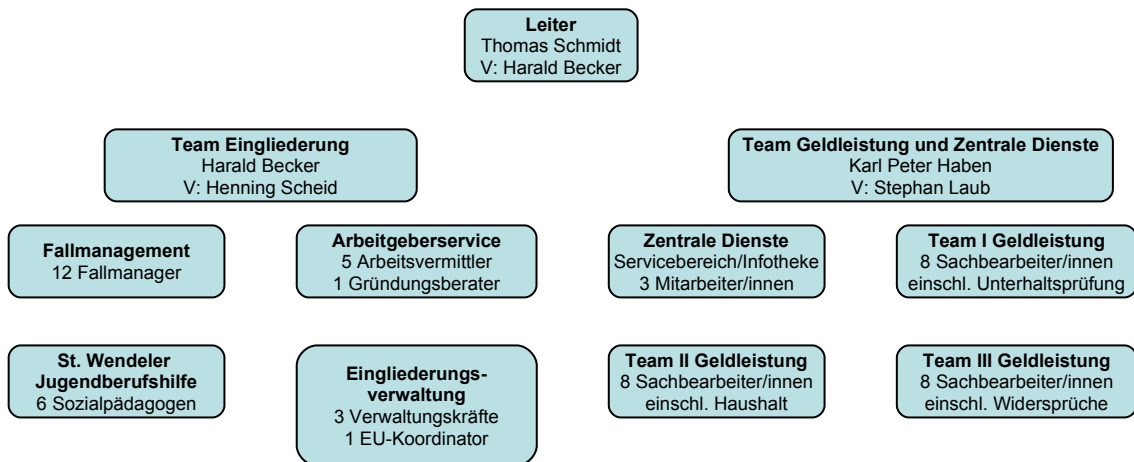 Leiter
Thomas Schmidt
V: Harald Becker
Team Eingliederung
Harald Becker
V: Henning Scheid
Team Geldleistung und Zentrale Dienste
Karl Peter Haben
V: Stephan Laub
Fallmanagement
12 Fallmanager
Arbeitgeberservice
5 Arbeitsvermittler
1 Gründungsberater
Zentrale Dienste
Servicebereich/Infotheke
3 Mitarbeiter/innen
Team I Geldleistung
8 Sachbearbeiter/innen
einschl. Unterhaltsprüfung
St. Wendeler
Jugendberufshilfe
6 Sozialpädagogen
Eingliederungs-
verwaltung
3 Verwaltungskräfte
1 EU-Koordinator
Team II Geldleistung
8 Sachbearbeiter/innen
einschl. Haushalt
Team III Geldleistung
8 Sachbearbeiter/innen
einschl. Widersprüche